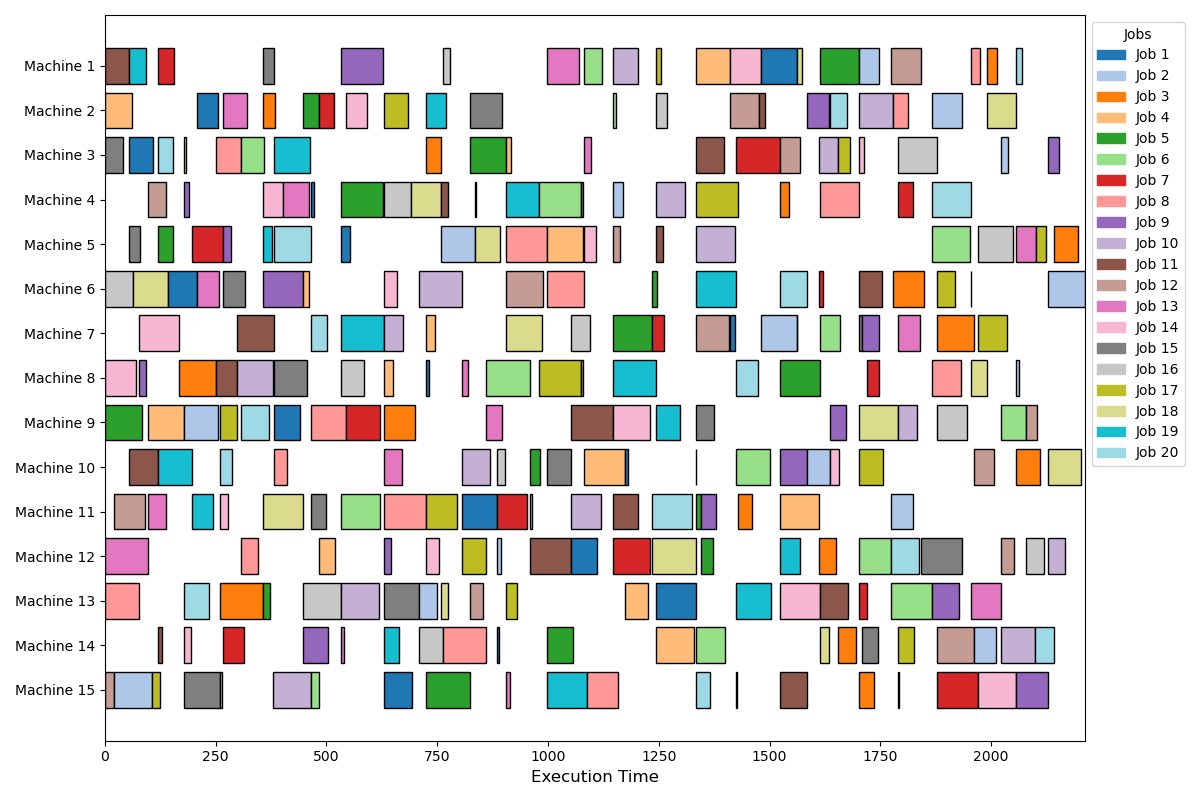 Machine 1
Machine 2
Machine 3
Machine 4
Machine 5
Machine 6
Machine 7
Machine 8
Machine 9
Machine 10
Machine 11
Machine 12
Machine 13
Machine 14
Machine 15
0 250 500 750 1000 1250 1500 1750 2000
Execution Time
Jobs
Job 1
Job 2
Job 3
Job 4
Job 5
Job 6
Job 7
Job 8
Job 9
Job 10
Job 11
Job 12
Job 13
Job 14
Job 15
Job 16
Job 17
Job 18
Job 19
Job 20